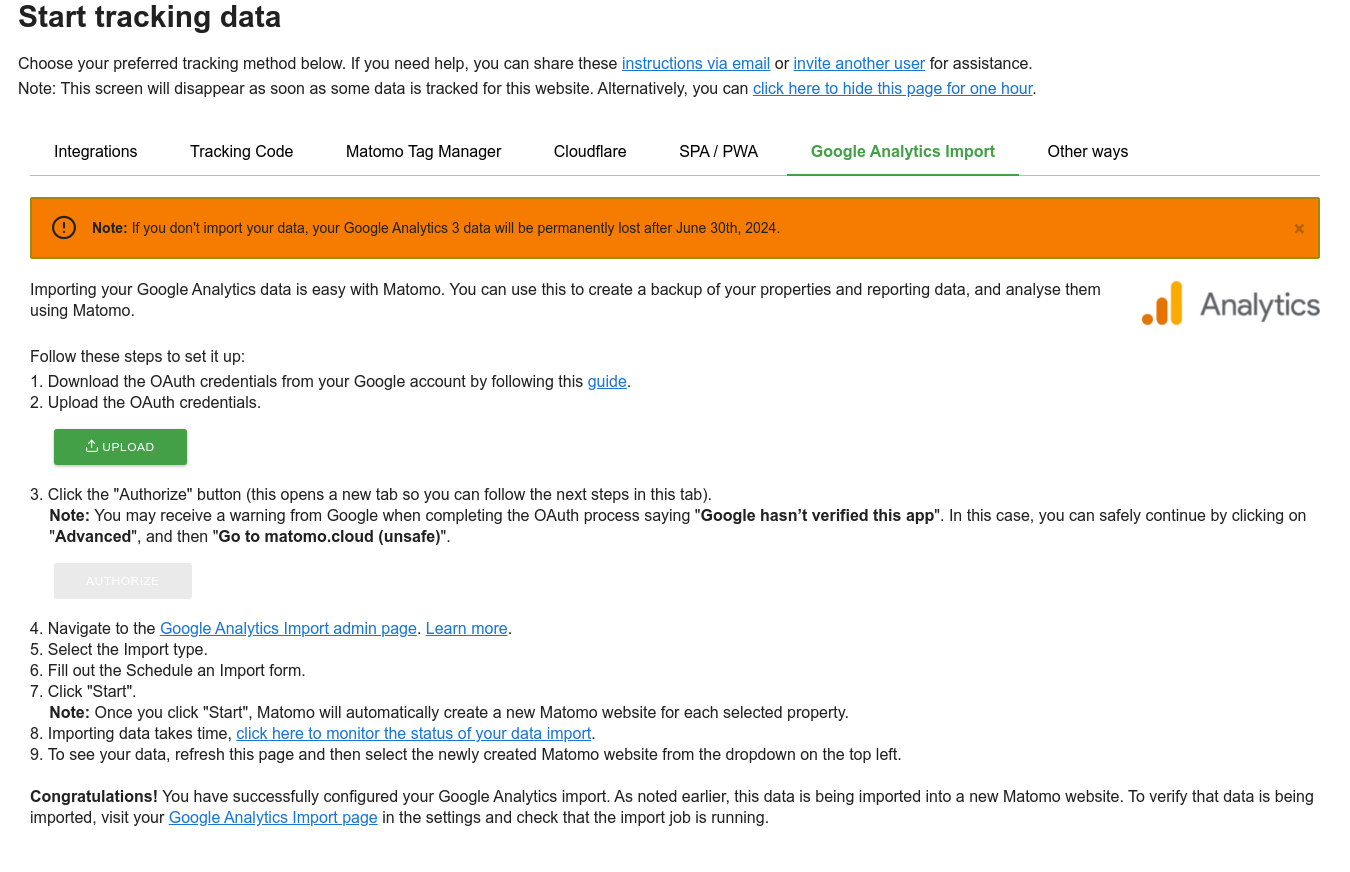 Start tracking data
Choose your preferred tracking method below. If you need help, you can share these instructions via email or invite another user for assistance.
Note: This screen will disappear as soon as some data is tracked for this website. Alternatively, you can click here to hide this page for one hour.
Integrations Tracking Code Matomo Tag Manager Cloudflare SPA / PWA Google Analytics Import Other ways
Note: If you don't import your data, your Google Analytics 3 data will be permanently lost after June 30th, 2024. ×
Importing your Google Analytics data is easy with Matomo. You can use this to create a backup of your properties and reporting data, and analyse them
using Matomo.
Analytics
Follow these steps to set it up:
1. Download the OAuth credentials from your Google account by following this guide.
2. Upload the OAuth credentials.
UPLOAD
3. Click the "Authorize" button (this opens a new tab so you can follow the next steps in this tab).
Note: You may receive a warning from Google when completing the OAuth process saying "Google hasn’t verified this app". In this case, you can safely continue by clicking on
"Advanced", and then "Go to matomo.cloud (unsafe)".
AUTHORIZE
4. Navigate to the Google Analytics Import admin page. Learn more.
5. Select the Import type.
6. Fill out the Schedule an Import form.
7. Click "Start".
Note: Once you click "Start", Matomo will automatically create a new Matomo website for each selected property.
8. Importing data takes time, click here to monitor the status of your data import.
9. To see your data, refresh this page and then select the newly created Matomo website from the dropdown on the top left.
Congratulations! You have successfully configured your Google Analytics import. As noted earlier, this data is being imported into a new Matomo website. To verify that data is being
imported, visit your Google Analytics Import page in the settings and check that the import job is running.